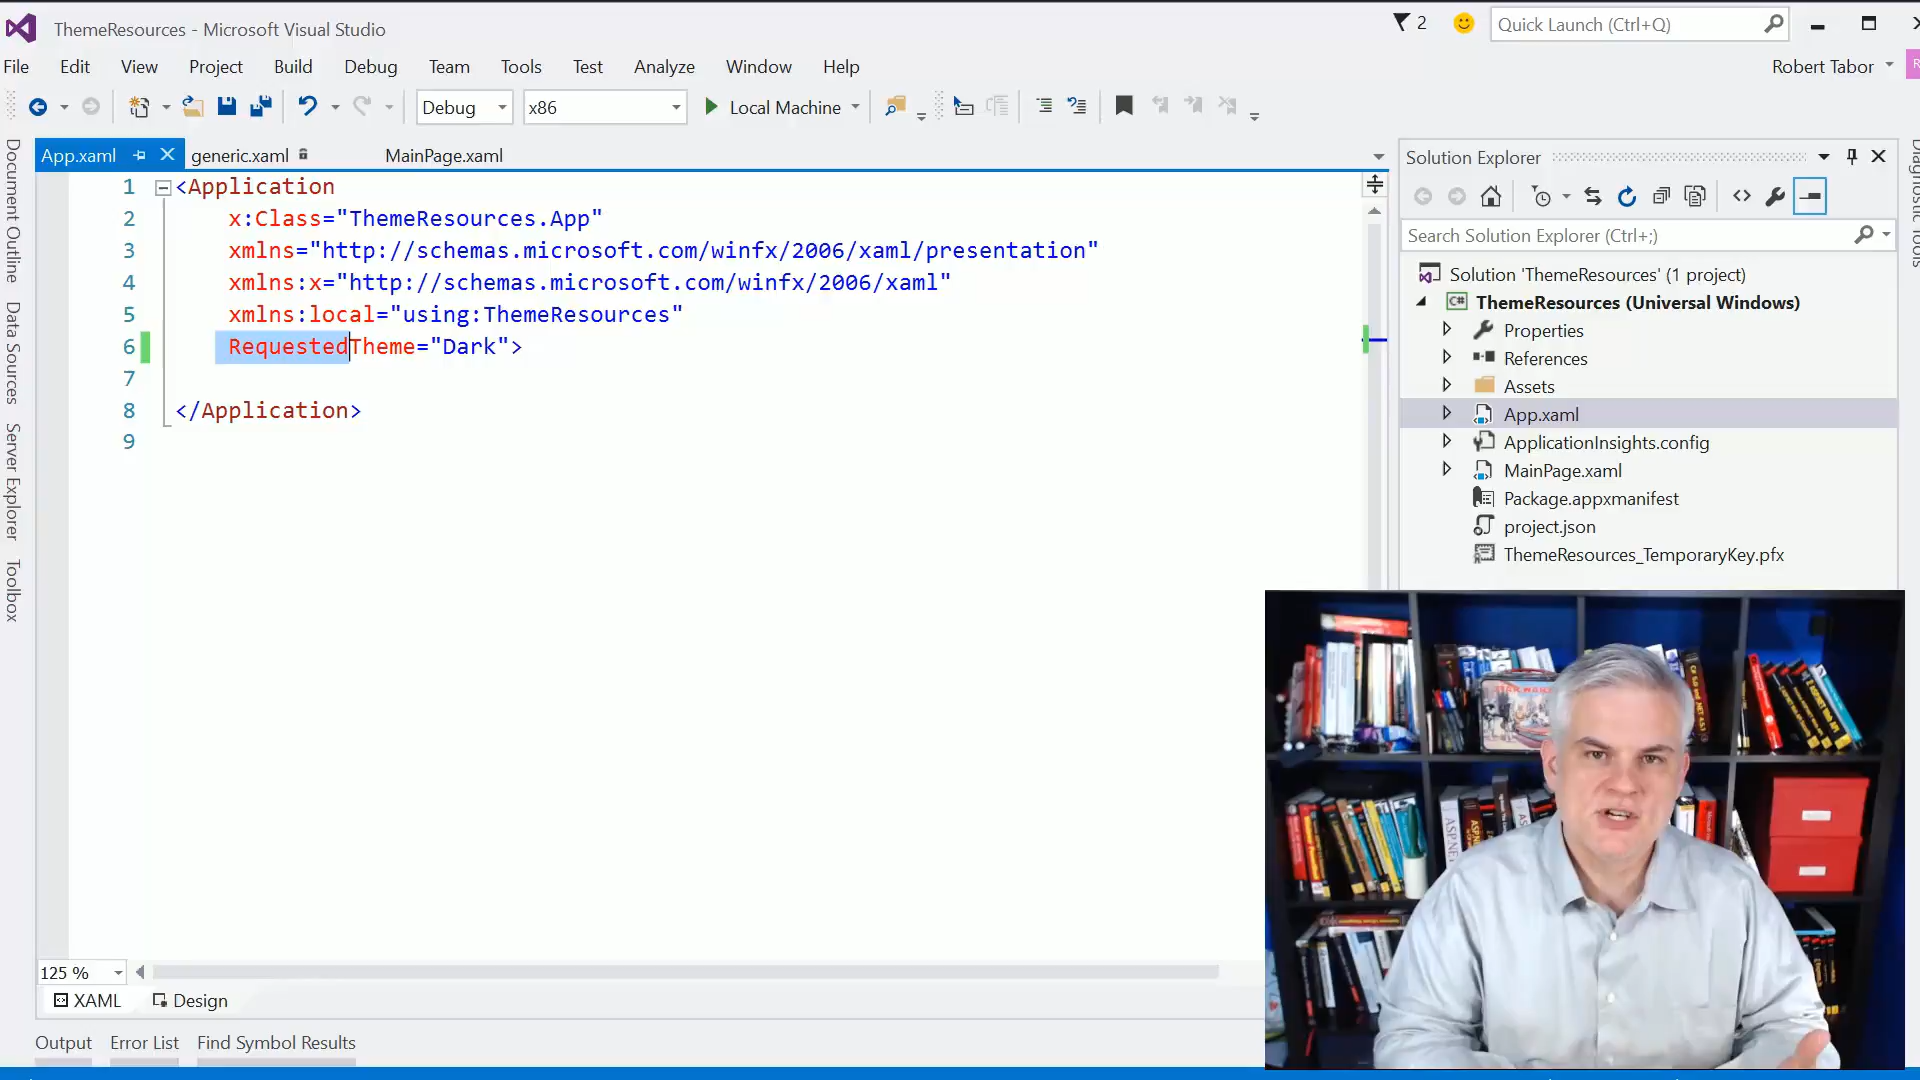 ThemeResources - Microsoft Visual Studio
2
Quick Launch (Ctrl+Q)
File Edit View Project Build Debug Team Tools Test Analyze Window Help
Robert Tabor
R
Debug
x86
Local Machine
Document Outline
Data Sources
Server Explorer
Toolbox
App.xaml
generic.xaml
MainPage.xaml
1 <Application
2 x:Class="ThemeResources.App"
3 xmlns="http://schemas.microsoft.com/winfx/2006/xaml/presentation"
4 xmlns:x="http://schemas.microsoft.com/winfx/2006/xaml"
5 xmlns:local="using:ThemeResources"
6 RequestedTheme="Dark">
7
8 </Application>
9
125 %
XAML
Design
Output Error List Find Symbol Results
Solution Explorer
Search Solution Explorer (Ctrl+;)
Solution 'ThemeResources' (1 project)
C#
ThemeResources (Universal Windows)
Properties
References
Assets
App.xaml
ApplicationInsights.config
MainPage.xaml
Package.appxmanifest
project.json
ThemeResources_TemporaryKey.pfx
Diagnostic Tools
STAR WARS